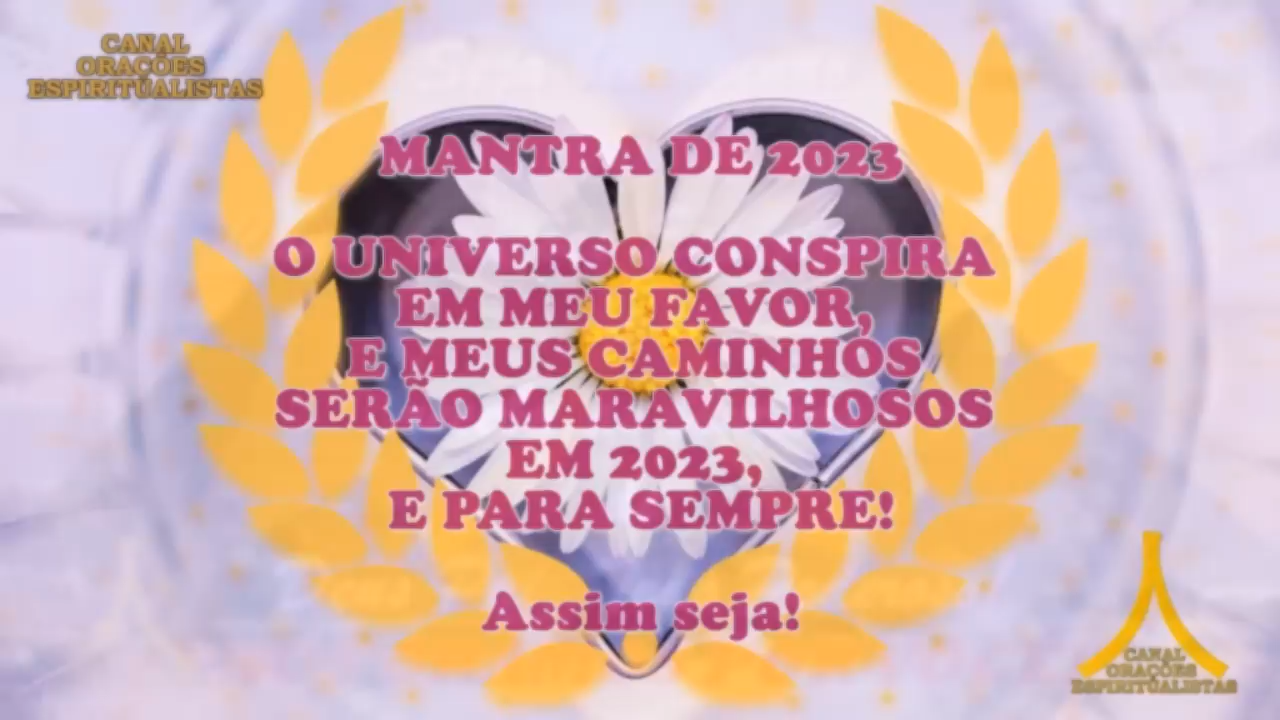 CANAL
ORAÇÕES
ESPIRITUALISTAS
MANTRA DE 2023
O UNIVERSO CONSPIRA
EM MEU FAVOR,
E MEUS CAMINHOS
SERÃO MARAVILHOSOS
EM 2023,
E PARA SEMPRE!
Assim seja!
CANAL
ORAÇÕES
ESPIRITUALISTAS